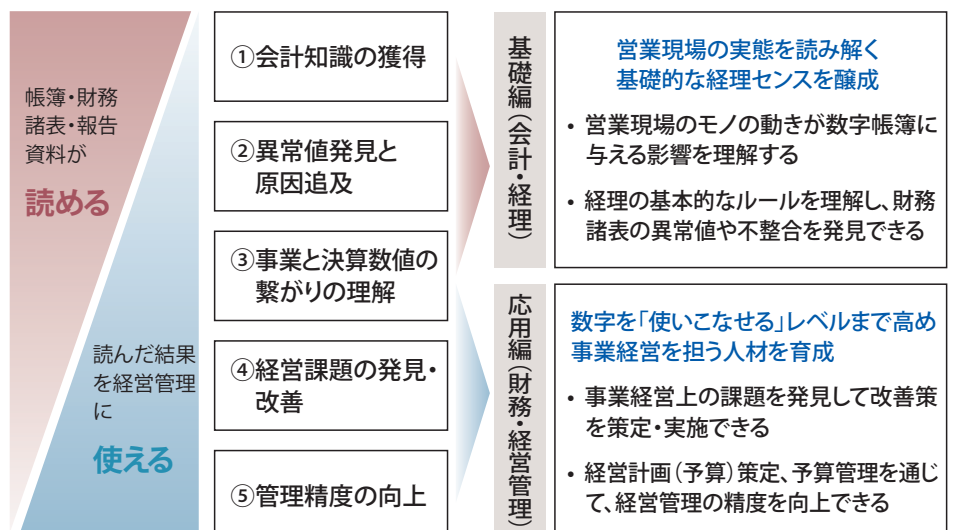 帳簿・財務
諸表・報告
資料が
読める
読んだ結果
を経営管理
に
使える
①会計知識の獲得
②異常値発見と
原因追及
③事業と決算数値の
繋がりの理解
④経営課題の発見・
改善
⑤管理精度の向上
基礎編(会計・経理)
営業現場の実態を読み解く
基礎的な経理センスを醸成
• 営業現場のモノの動きが数字帳簿に
与える影響を理解する
• 経理の基本的なルールを理解し、財務
諸表の異常値や不整合を発見できる
応用編(財務・経営管理)
数字を「使いこなせる」レベルまで高め
事業経営を担う人材を育成
• 事業経営上の課題を発見して改善策
を策定・実施できる
• 経営計画(予算)策定、予算管理を通じ
て、経営管理の精度を向上できる